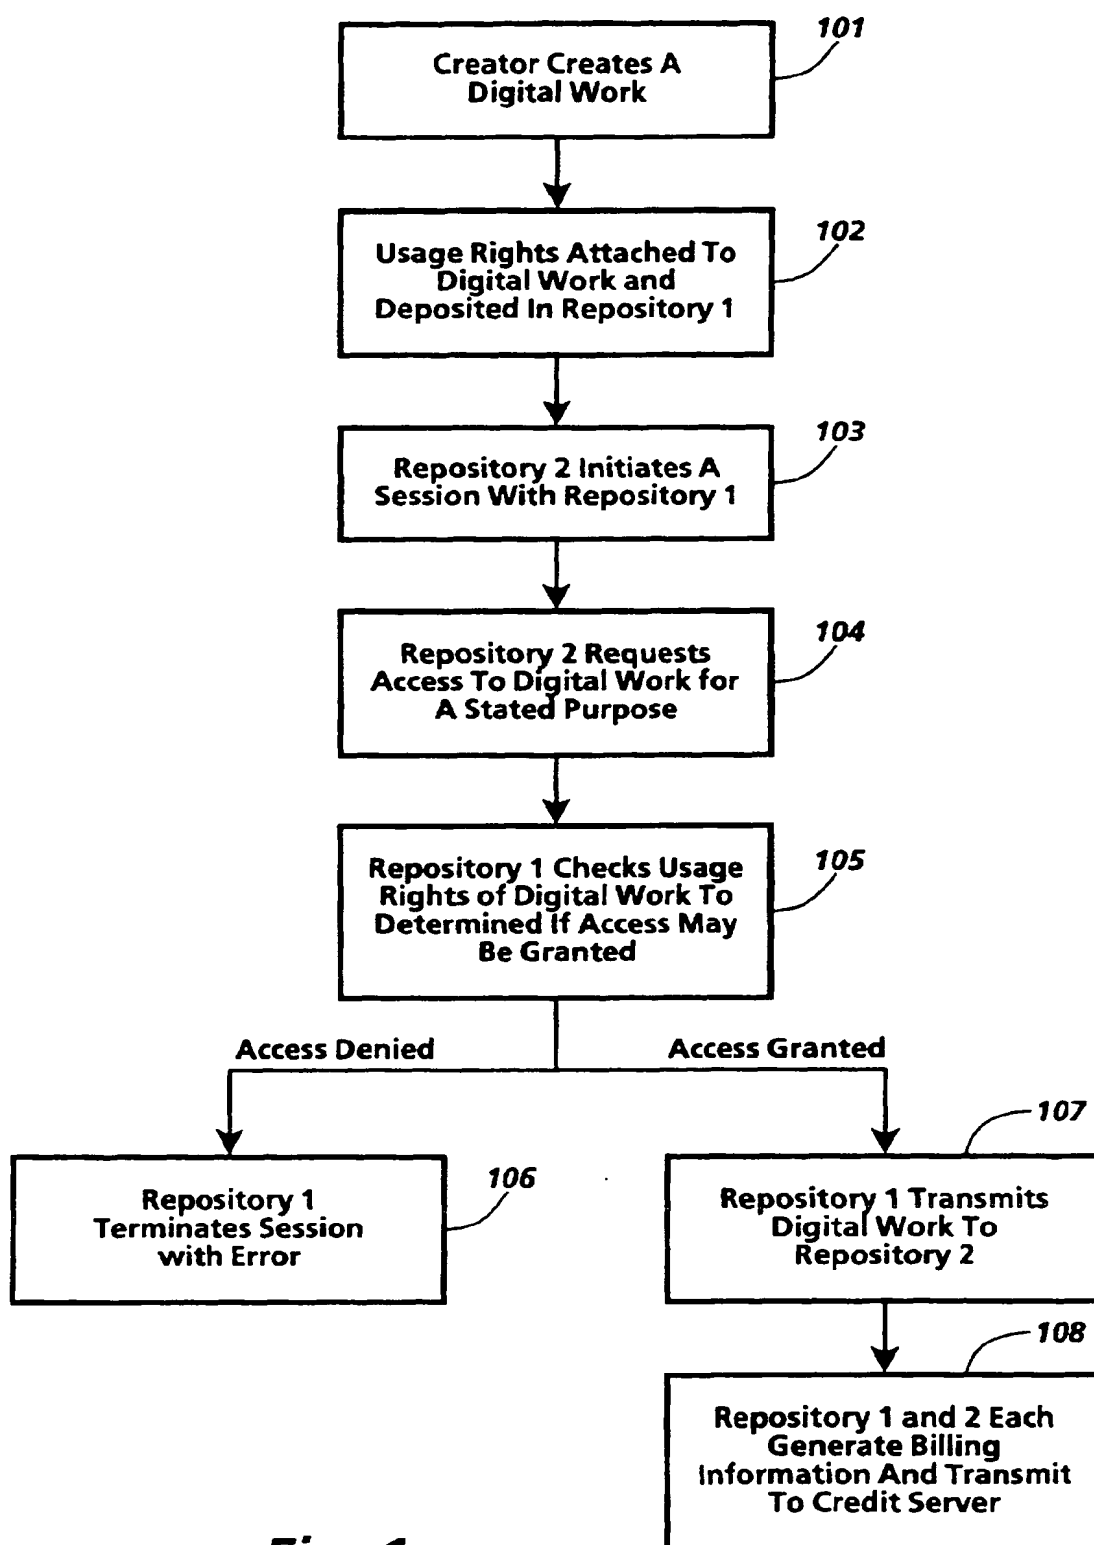 101
Creator Creates A
Digital Work
102
Usage Rights Attached To
Digital Work and
Deposited In Repository 1
103
Repository 2 Initiates A
Session With Repository 1
104
Repository 2 Requests
Access To Digital Work for
A Stated Purpose
105
Repository 1 Checks Usage
Rights of Digital Work To
Determined If Access May
Be Granted
Access Denied
Access Granted
106
Repository 1
Terminates Session
with Error
107
Repository 1 Transmits
Digital Work To
Repository 2
108
Repository 1 and 2 Each
Generate Billing
Information And Transmit
To Credit Server